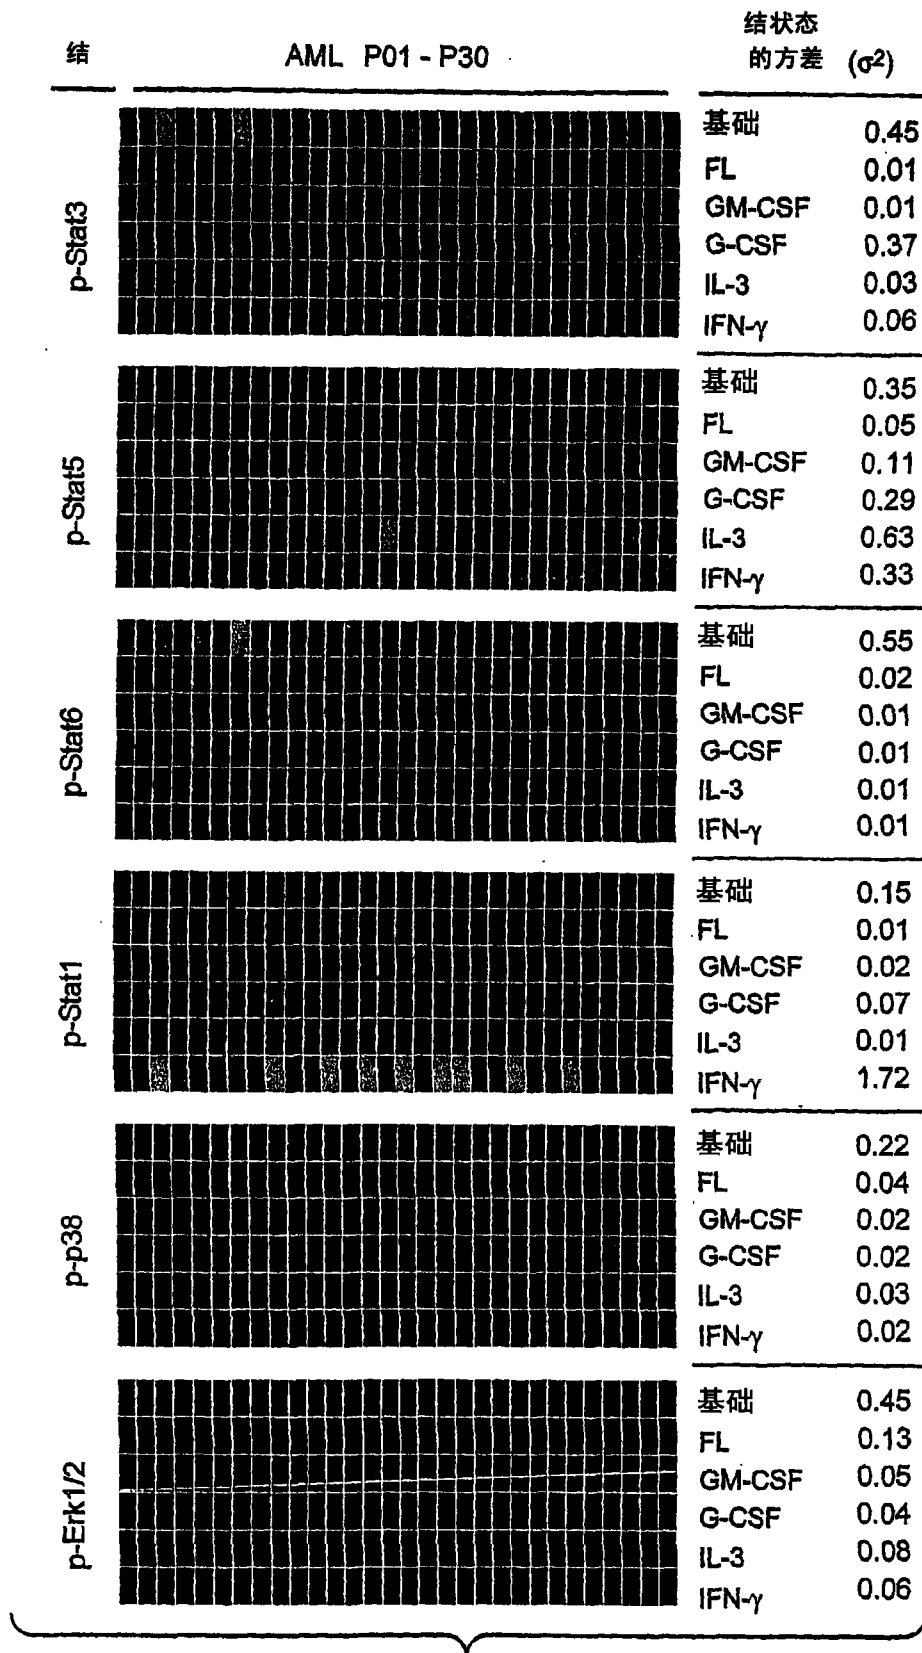 结 AML P01 - P30 结状态
的方差 (σ²)
p-Stat3
基础 0.45
FL 0.01
GM-CSF 0.01
G-CSF 0.37
IL-3 0.03
IFN-γ 0.06
p-Stat5
基础 0.35
FL 0.05
GM-CSF 0.11
G-CSF 0.29
IL-3 0.63
IFN-γ 0.33
p-Stat6
基础 0.55
FL 0.02
GM-CSF 0.01
G-CSF 0.01
IL-3 0.01
IFN-γ 0.01
p-Stat1
基础 0.15
FL 0.01
GM-CSF 0.02
G-CSF 0.07
IL-3 0.01
IFN-γ 1.72
p-p38
基础 0.22
FL 0.04
GM-CSF 0.02
G-CSF 0.02
IL-3 0.03
IFN-γ 0.02
p-Erk1/2
基础 0.45
FL 0.13
GM-CSF 0.05
G-CSF 0.04
IL-3 0.08
IFN-γ 0.06